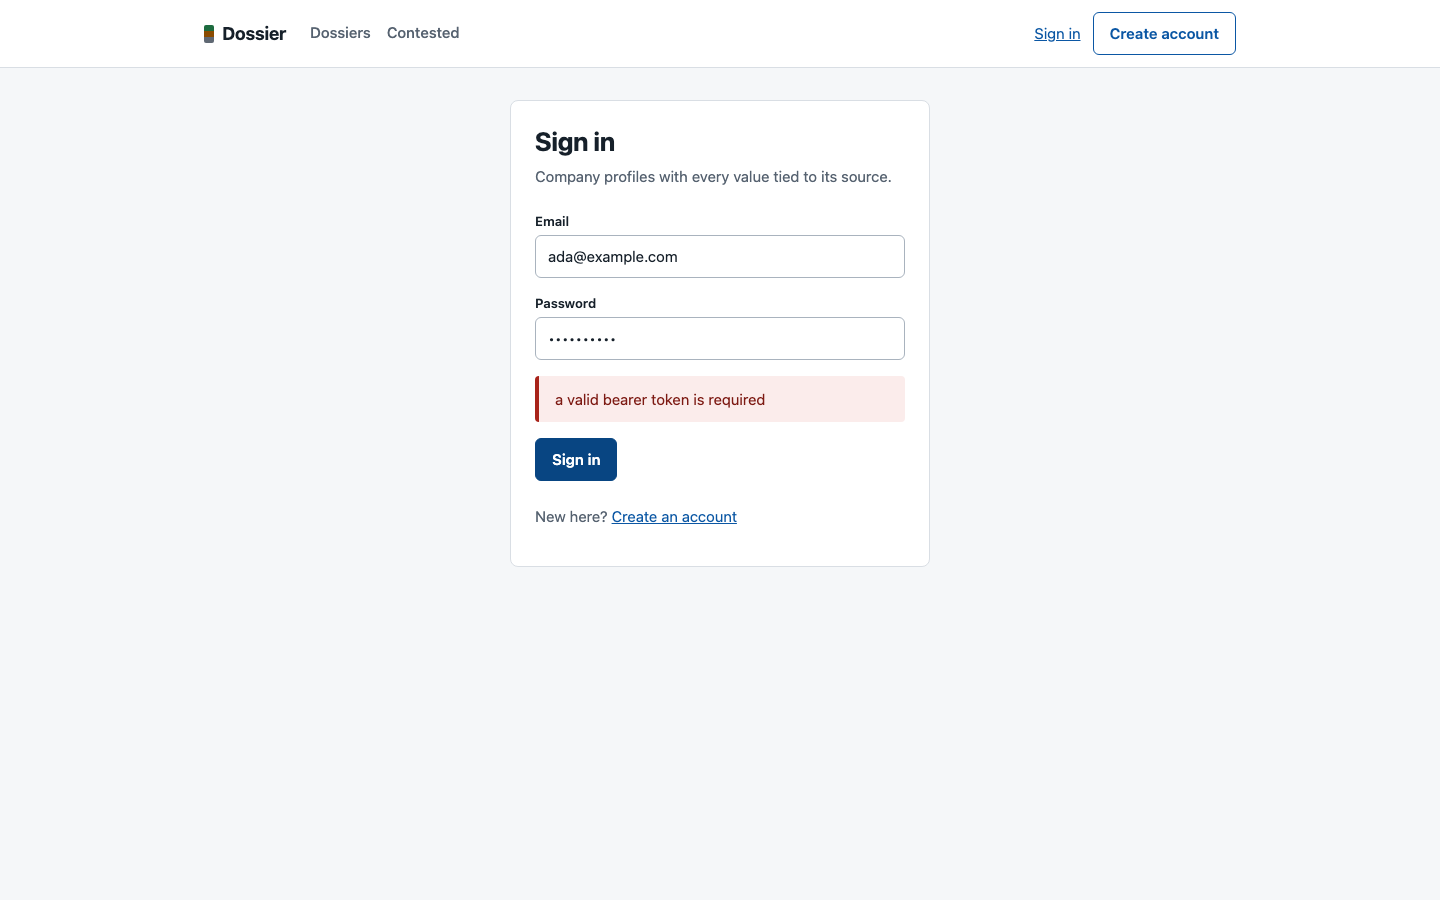 Dossier
Dossiers
Contested
Sign in
Create account
Sign in
Company profiles with every value tied to its source.
Email
ada@example.com
Password
••••••••••
a valid bearer token is required
Sign in
New here? Create an account